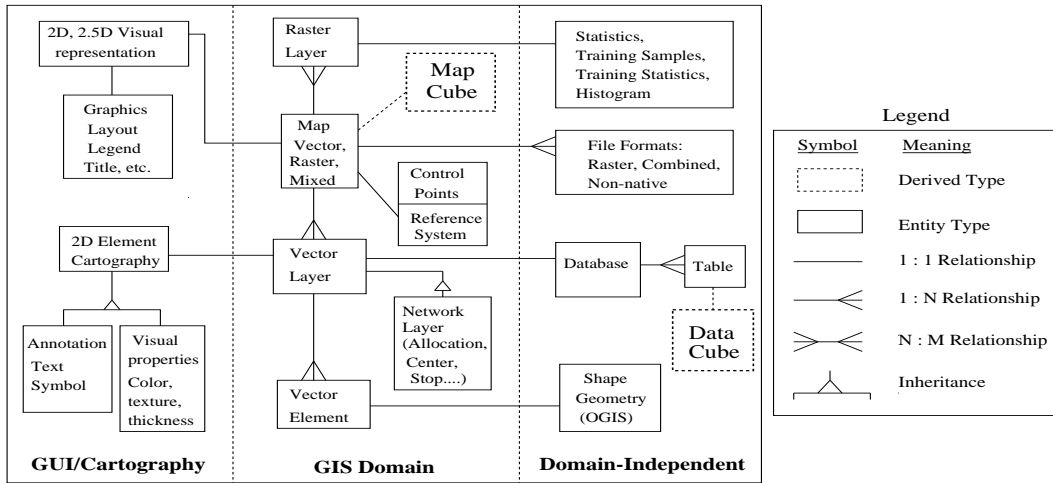 2D, 2.5D Visual
representation
Graphics
Layout
Legend
Title, etc.
2D Element
Cartography
Annotation
Text
Symbol
Visual
properties
Color,
texture,
thickness
GUI/Cartography
Raster
Layer
Map
Cube
Map
Vector,
Raster,
Mixed
Control
Points
Reference
System
Vector
Layer
Network
Layer
(Allocation,
Center,
Stop....)
Vector
Element
GIS Domain
Statistics,
Training Samples,
Training Statistics,
Histogram
File Formats:
Raster, Combined,
Non-native
Database
Table
Data
Cube
Shape
Geometry
(OGIS)
Domain-Independent
Legend
Symbol Meaning
Derived Type
Entity Type
1 : 1 Relationship
1 : N Relationship
N : M Relationship
Inheritance